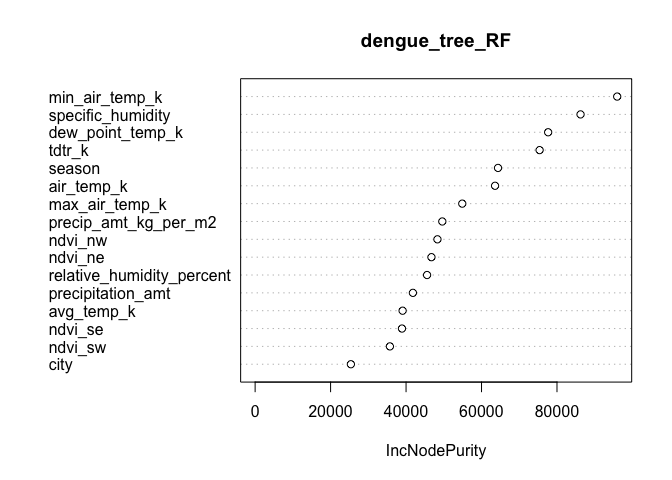 dengue_tree_RF
min_air_temp_k
specific_humidity
dew_point_temp_k
tdtr_k
season
air_temp_k
max_air_temp_k
precip_amt_kg_per_m2
ndvi_nw
ndvi_ne
relative_humidity_percent
precipitation_amt
avg_temp_k
ndvi_se
ndvi_sw
city
0 20000 40000 60000 80000
IncNodePurity